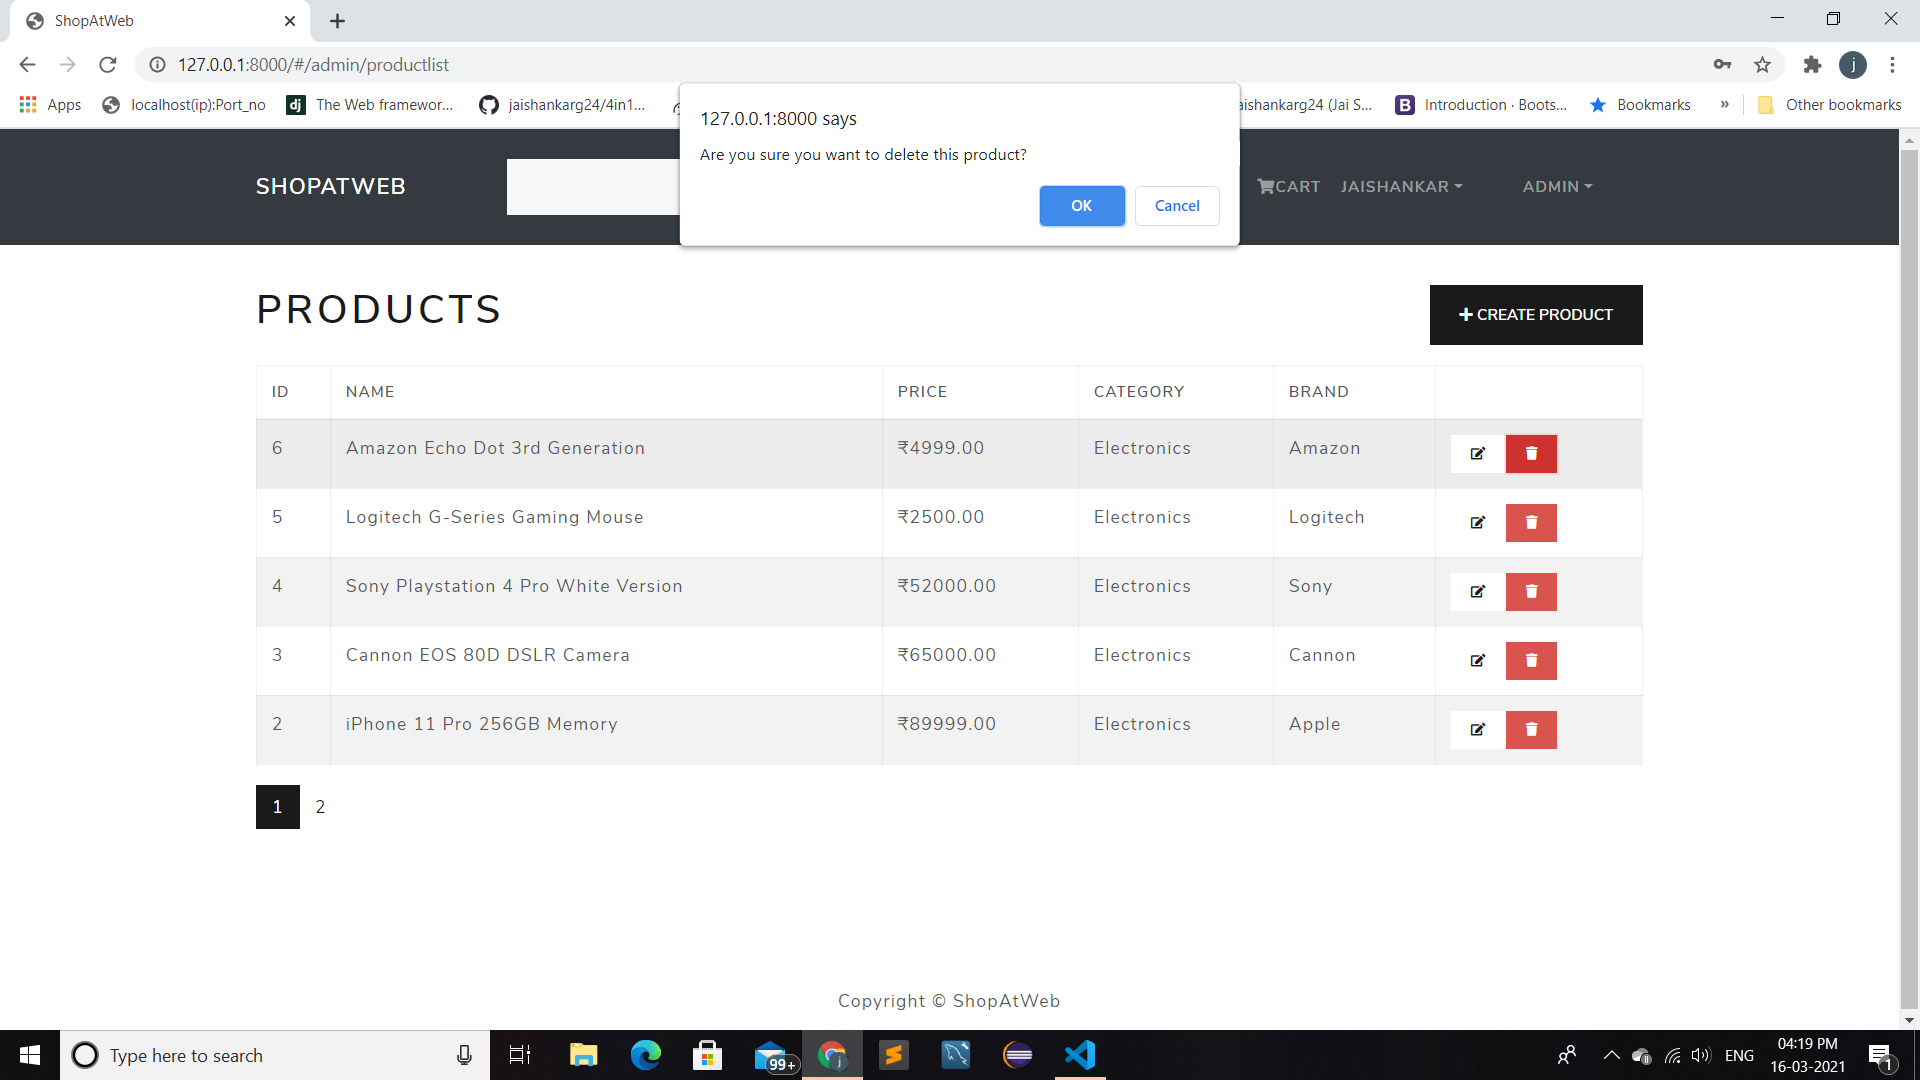 ShopAtWeb
127.0.0.1:8000/#/admin/productlist
j
Apps
localhost(ip):Port_no
dj
The Web framewor...
jaishankarg24/4in1...
aishankarg24 (Jai S...
B
Introduction · Boots...
Bookmarks
»
Other bookmarks
127.0.0.1:8000 says
Are you sure you want to delete this product?
OK
Cancel
SHOPATWEB
CART
JAISHANKAR
ADMIN
PRODUCTS
CREATE PRODUCT
ID NAME PRICE CATEGORY BRAND
6 Amazon Echo Dot 3rd Generation ₹4999.00 Electronics Amazon
5 Logitech G-Series Gaming Mouse ₹2500.00 Electronics Logitech
4 Sony Playstation 4 Pro White Version ₹52000.00 Electronics Sony
3 Cannon EOS 80D DSLR Camera ₹65000.00 Electronics Cannon
2 iPhone 11 Pro 256GB Memory ₹89999.00 Electronics Apple
1 2
Copyright © ShopAtWeb
Type here to search
99+
j
ENG
04:19 PM
16-03-2021
1